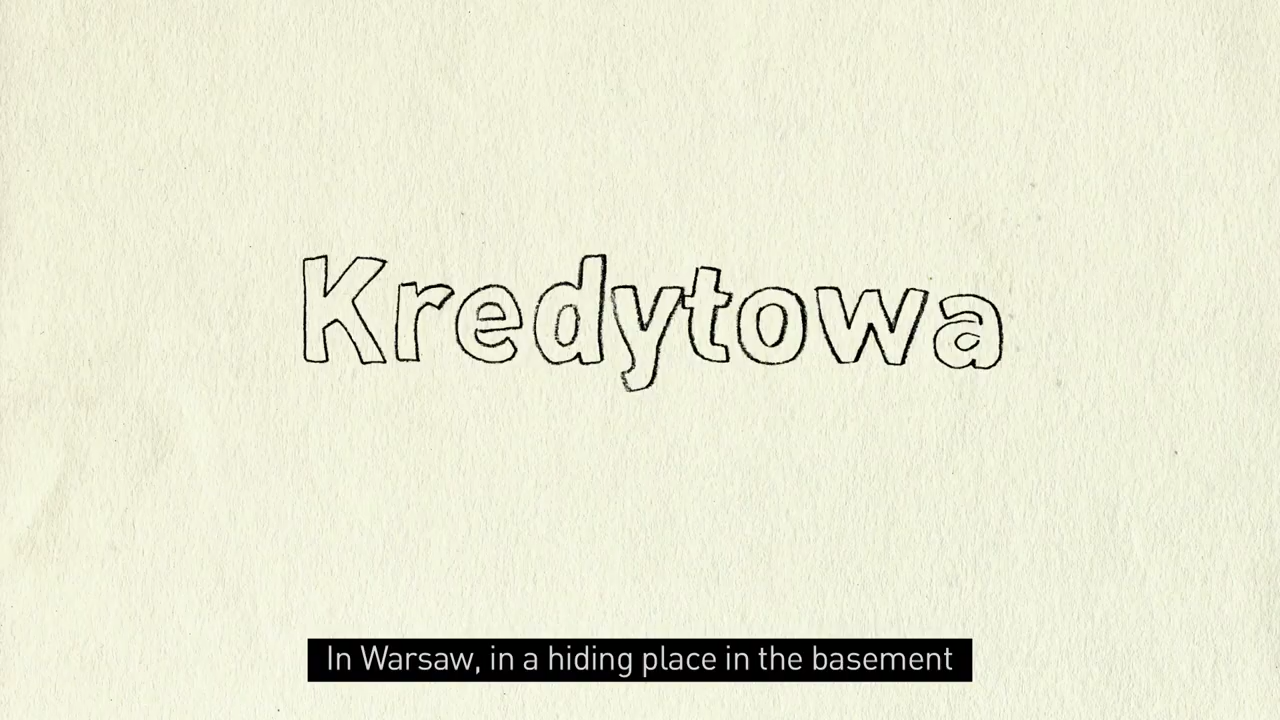 Kredytowa
In Warsaw, in a hiding place in the basement